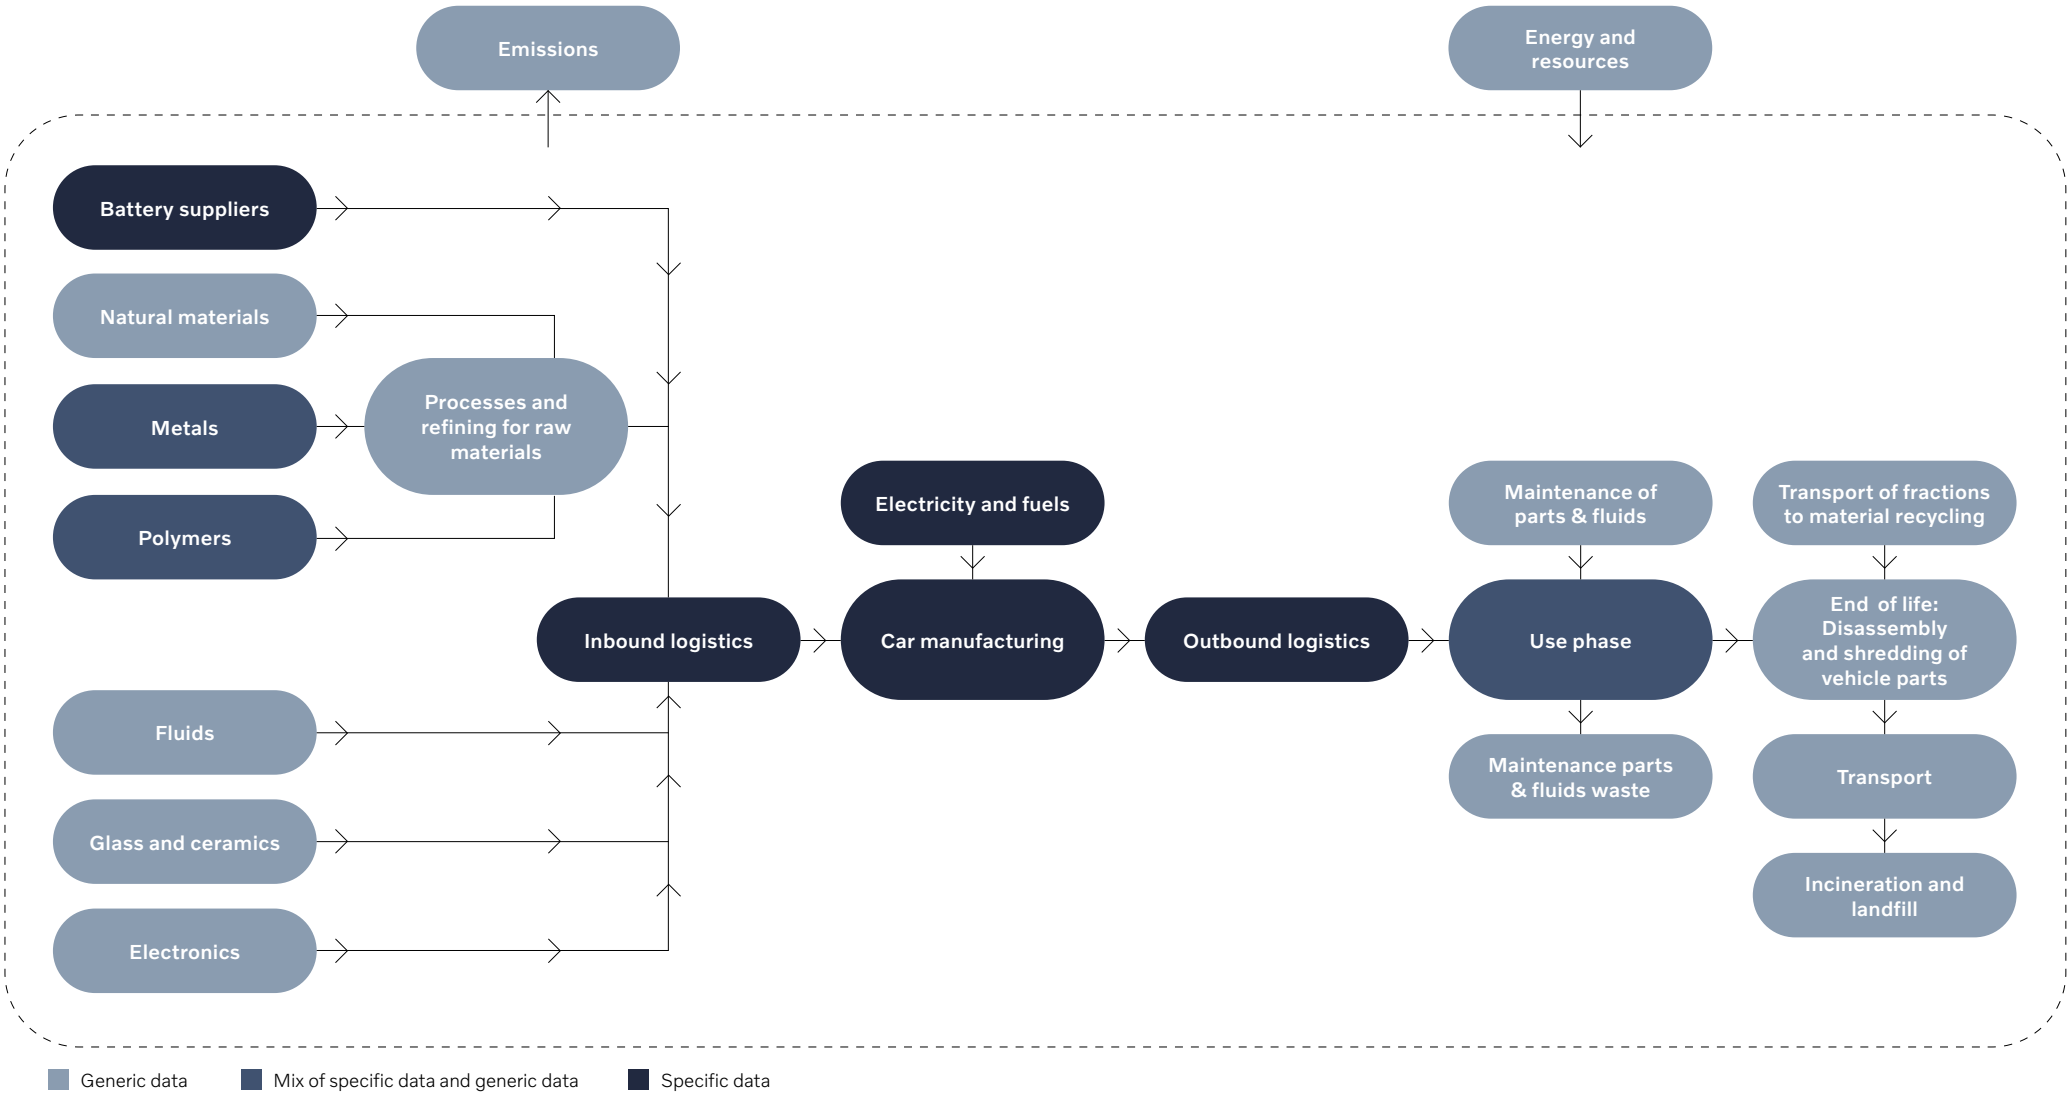 Emissions
Energy and
resources
Battery suppliers
Natural materials
Metals
Polymers
Processes and
refining for raw
materials
Fluids
Glass and ceramics
Electronics
Inbound logistics
Electricity and fuels
Car manufacturing
Outbound logistics
Maintenance of
parts & fluids
Use phase
Maintenance parts
& fluids waste
Transport of fractions
to material recycling
End of life:
Disassembly
and shredding of
vehicle parts
Transport
Incineration and
landfill
Generic data
Mix of specific data and generic data
Specific data